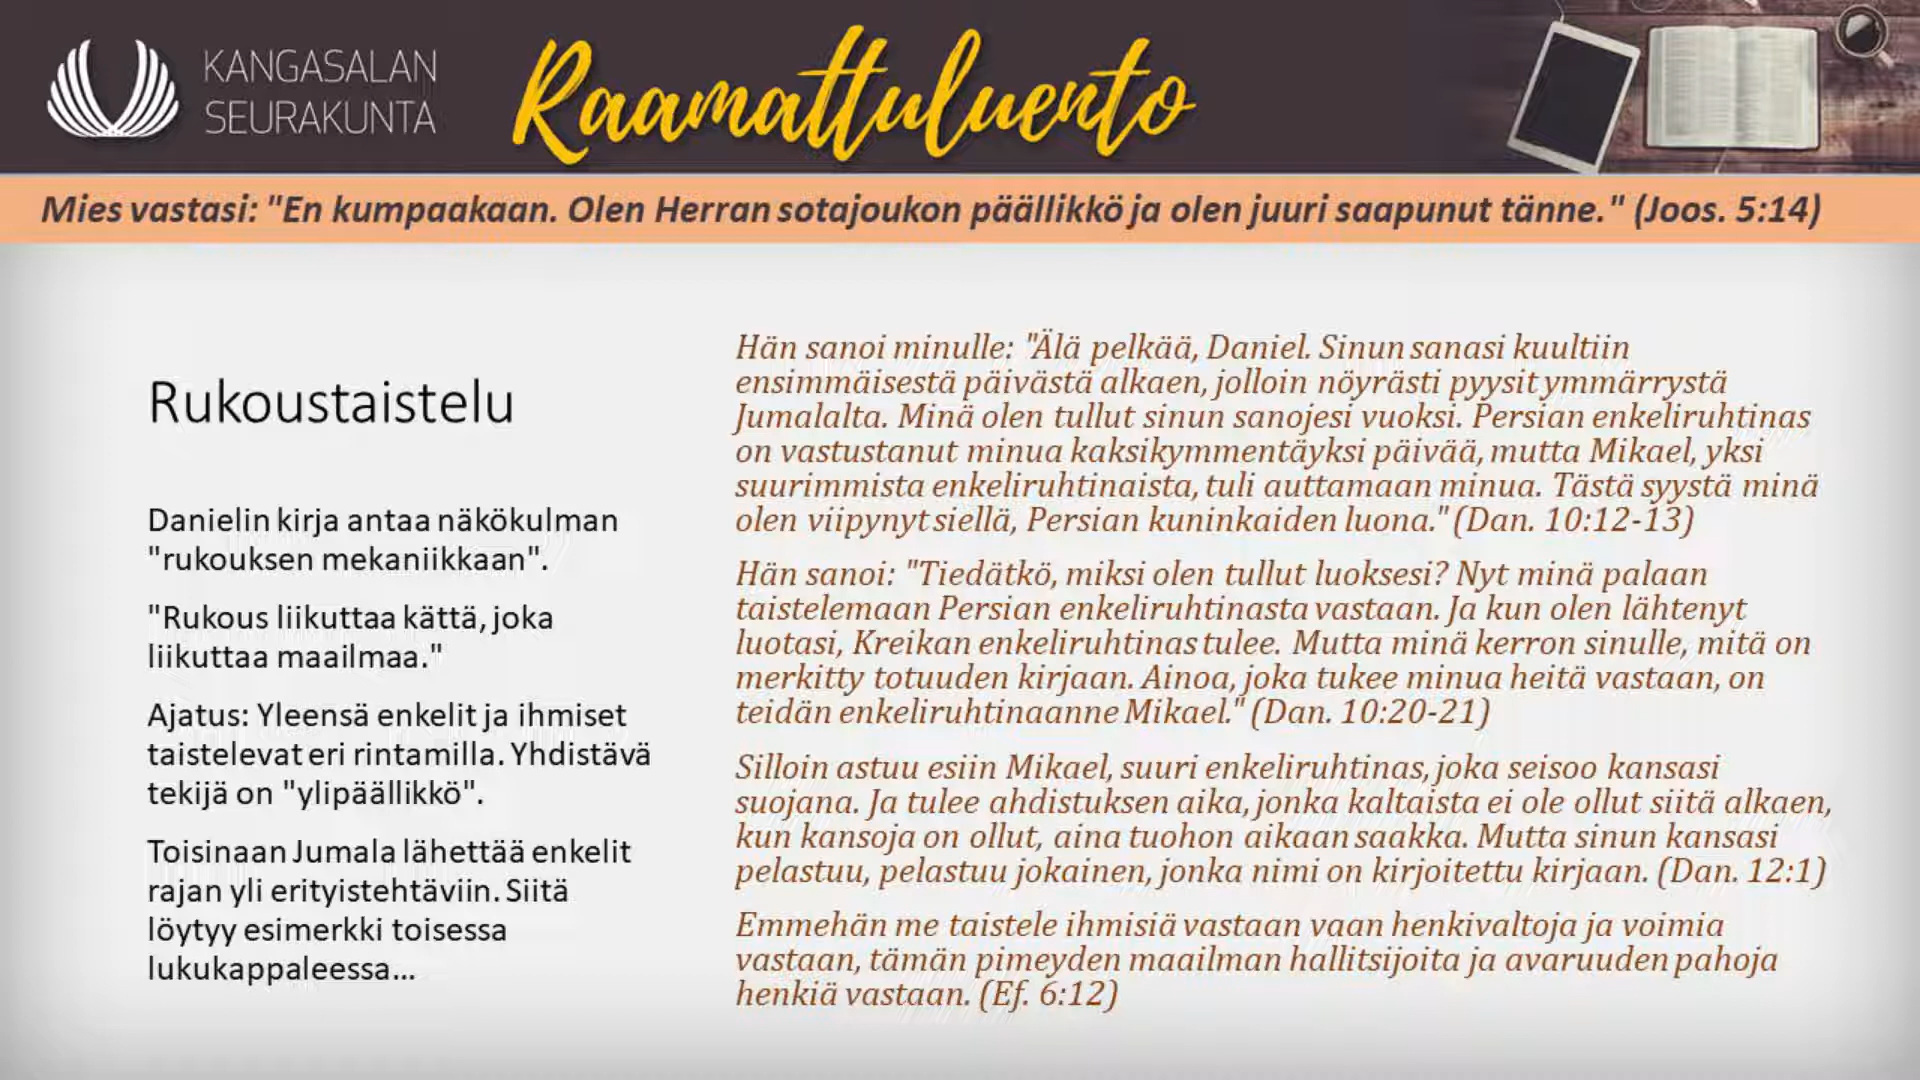 KANGASALAN
SEURAKUNTA
Raamattuluento
Mies vastasi: "En kumpaakaan. Olen Herran sotajoukon päällikkö ja olen juuri saapunut tänne." (Joos. 5:14)
Rukoustaistelu
Danielin kirja antaa näkökulman
"rukouksen mekaniikkaan".
"Rukous liikuttaa kättä, joka
liikuttaa maailmaa."
Ajatus: Yleensä enkelit ja ihmiset
taistelevat eri rintamilla. Yhdistävä
tekijä on "ylipäällikkö".
Toisinaan Jumala lähettää enkelit
rajan yli erityistehtäviin. Siitä
löytyy esimerkki toisessa
lukukappaleessa...
Hän sanoi minulle: "Älä pelkää, Daniel. Sinun sanasi kuultiin
ensimmäisestä päivästä alkaen, jolloin nöyrästi pyysit ymmärrystä
Jumalalta. Minä olen tullut sinun sanojesi vuoksi. Persian enkeliruhtinas
on vastustanut minua kaksikymmentäyksi päivää, mutta Mikael, yksi
suurimmista enkeliruhtinaista, tuli auttamaan minua. Tästä syystä minä
olen viipynyt siellä, Persian kuninkaiden luona." (Dan. 10:12-13)
Hän sanoi: "Tiedätkö, miksi olen tullut luoksesi? Nyt minä palaan
taistelemaan Persian enkeliruhtinasta vastaan. Ja kun olen lähtenyt
luotasi, Kreikan enkeliruhtinas tulee. Mutta minä kerron sinulle, mitä on
merkitty totuuden kirjaan. Ainoa, joka tukee minua heitä vastaan, on
teidän enkeliruhtinaanne Mikael." (Dan. 10:20-21)
Silloin astuu esiin Mikael, suuri enkeliruhtinas, joka seisoo kansasi
suojana. Ja tulee ahdistuksen aika, jonka kaltaista ei ole ollut siitä alkaen,
kun kansoja on ollut, aina tuohon aikaan saakka. Mutta sinun kansasi
pelastuu, pelastuu jokainen, jonka nimi on kirjoitettu kirjaan. (Dan. 12:1)
Emmehän me taistele ihmisiä vastaan vaan henkivaltoja ja voimia
vastaan, tämän pimeyden maailman hallitsijoita ja avaruuden pahoja
henkiä vastaan. (Ef. 6:12)